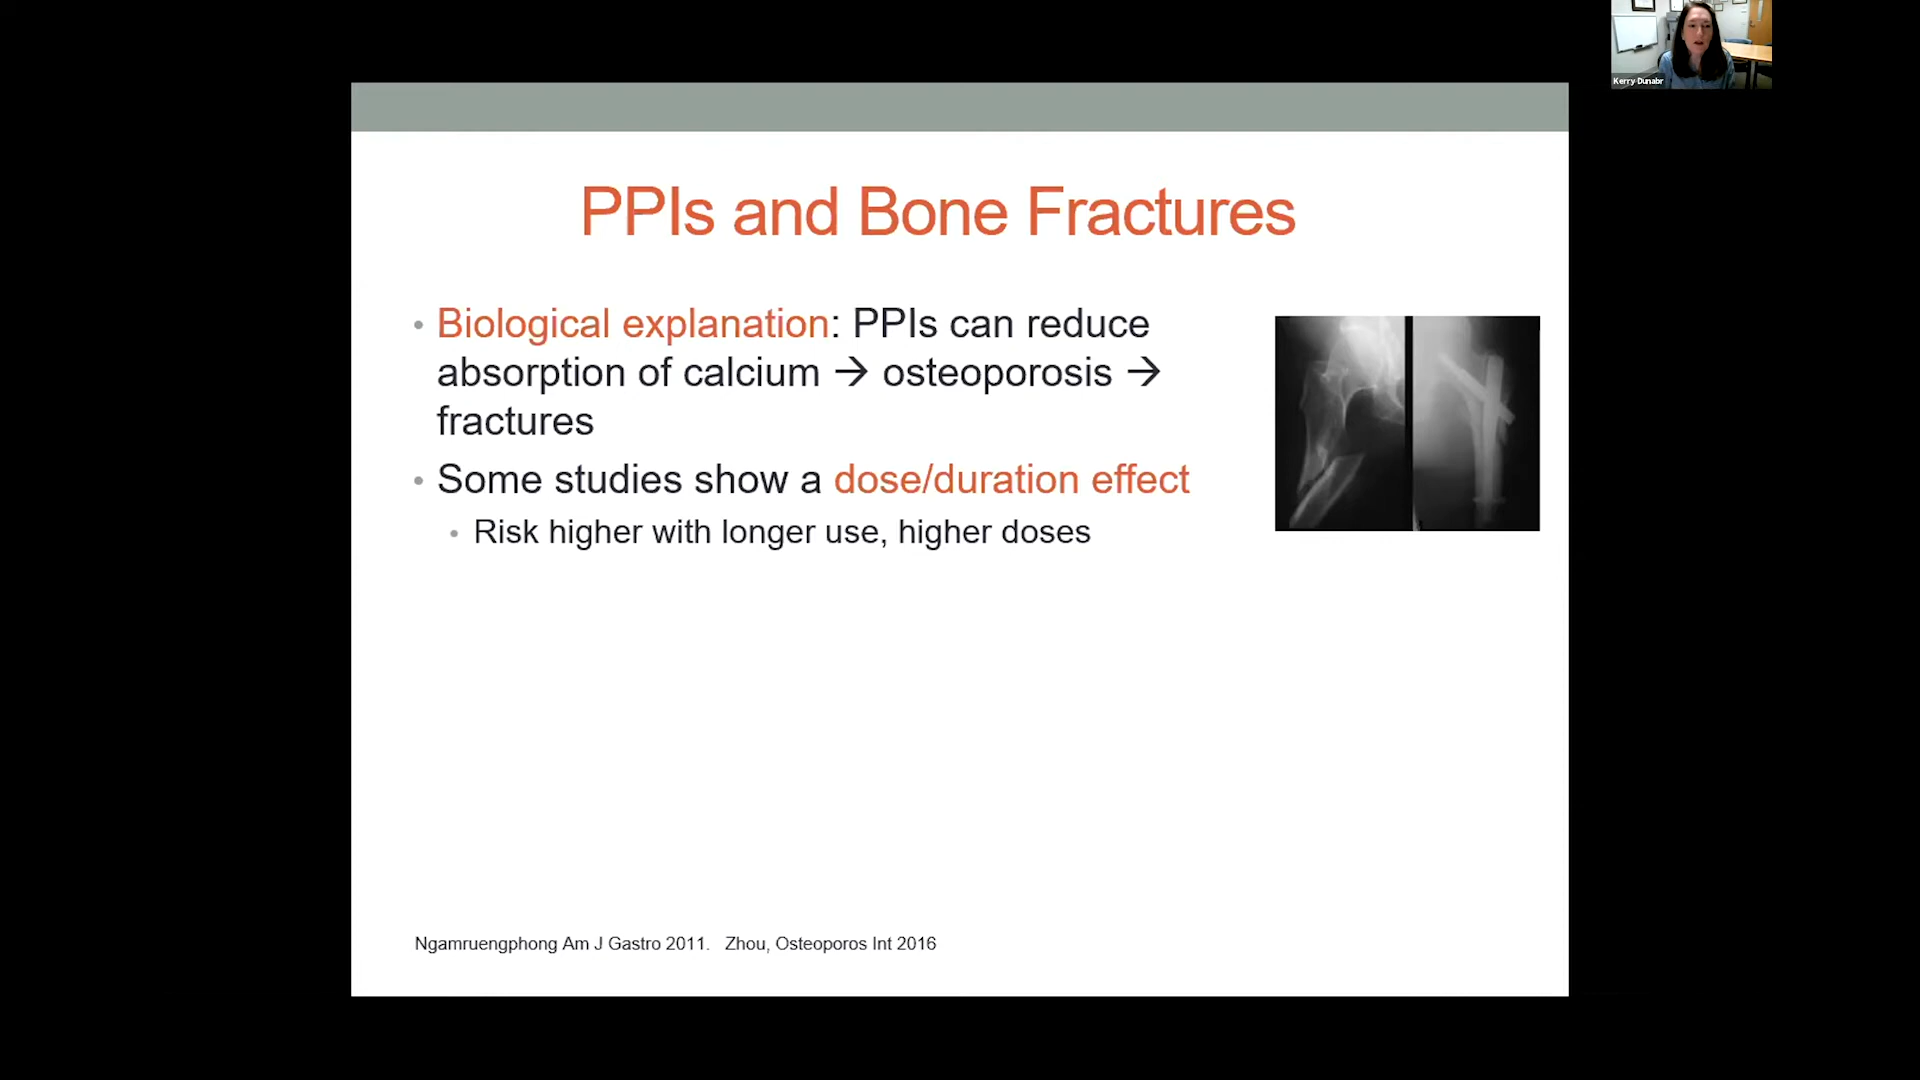 Kerry Dunabr
PPIs and Bone Fractures
• Biological explanation: PPIs can reduce
absorption of calcium → osteoporosis →
fractures
• Some studies show a dose/duration effect
• Risk higher with longer use, higher doses
Ngamruengphong Am J Gastro 2011. Zhou, Osteoporos Int 2016